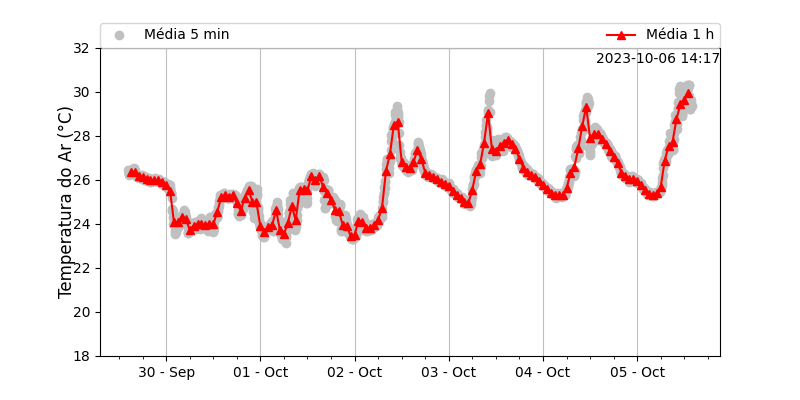 Média 5 min
Média 1 h
2023-10-06 14:17
Temperatura do Ar (°C)
32
30
28
26
24
22
20
18
30 - Sep
01 - Oct
02 - Oct
03 - Oct
04 - Oct
05 - Oct